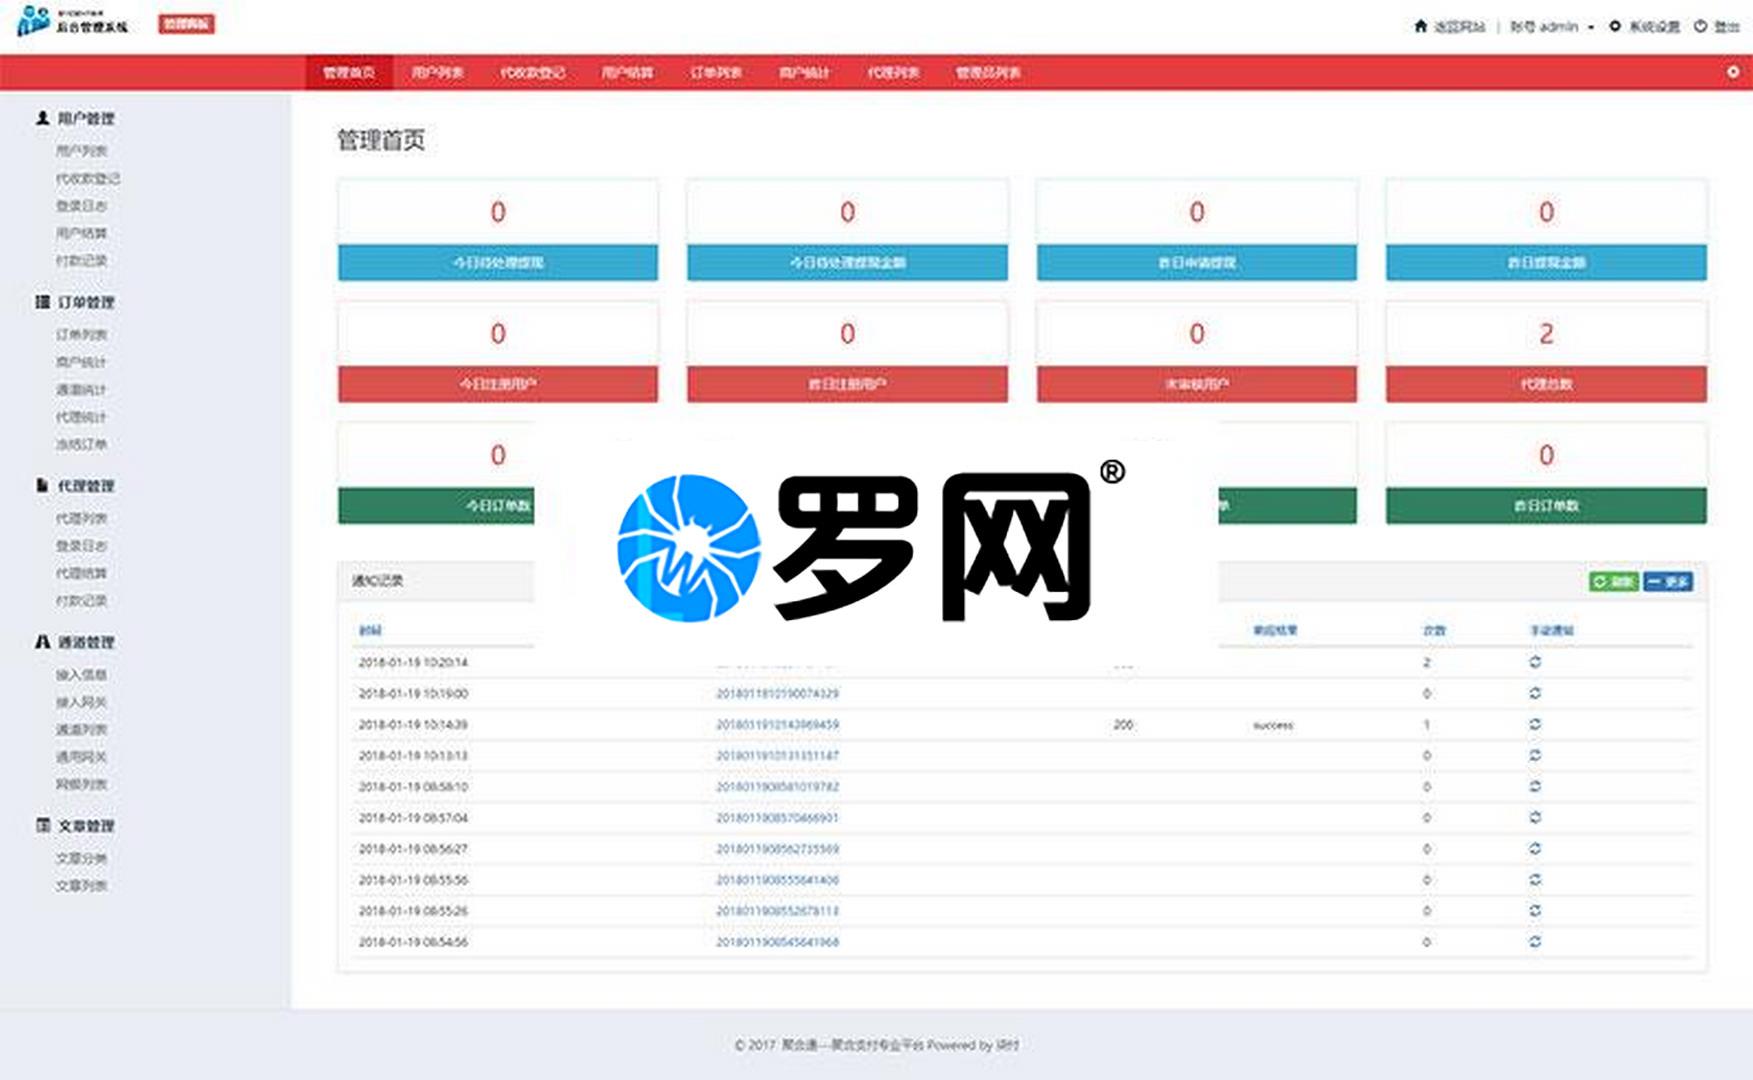 后台管理系统
管理面板
返回网站 | 账号 admin 系统设置 登出
管理首页 用户列表 代收款登记 用户结算 订单列表 商户统计 代理列表 管理员列表
用户管理
用户列表
代收款登记
登录日志
用户结算
付款记录
订单管理
订单列表
商户统计
通道统计
代理统计
冻结订单
代理管理
代理列表
登录日志
代理结算
付款记录
通道管理
接入信息
接入网关
通道列表
通用网关
网银列表
文章管理
文章分类
文章列表
管理首页
0 0 0 0
今日待处理提现 今日待处理提现金额 昨日申请提现 昨日提现金额
0 0 0 2
今日注册用户 昨日注册用户 未审核用户 代理总数
0 0
今日订单数 单 昨日订单数
罗网®
通知记录 刷新 更多
时间 响应结果 次数 手动通知
2018-01-19 10:20:14 2
2018-01-19 10:19:00 0
2018-01-19 10:14:39 200 success 1
2018-01-19 10:13:13 0
2018-01-19 08:58:10 0
2018-01-19 08:57:04 0
2018-01-19 08:56:27 0
2018-01-19 08:55:56 0
2018-01-19 08:55:26 0
2018-01-19 08:54:56 0
© 2017 聚合通—聚合支付专业平台 Powered by